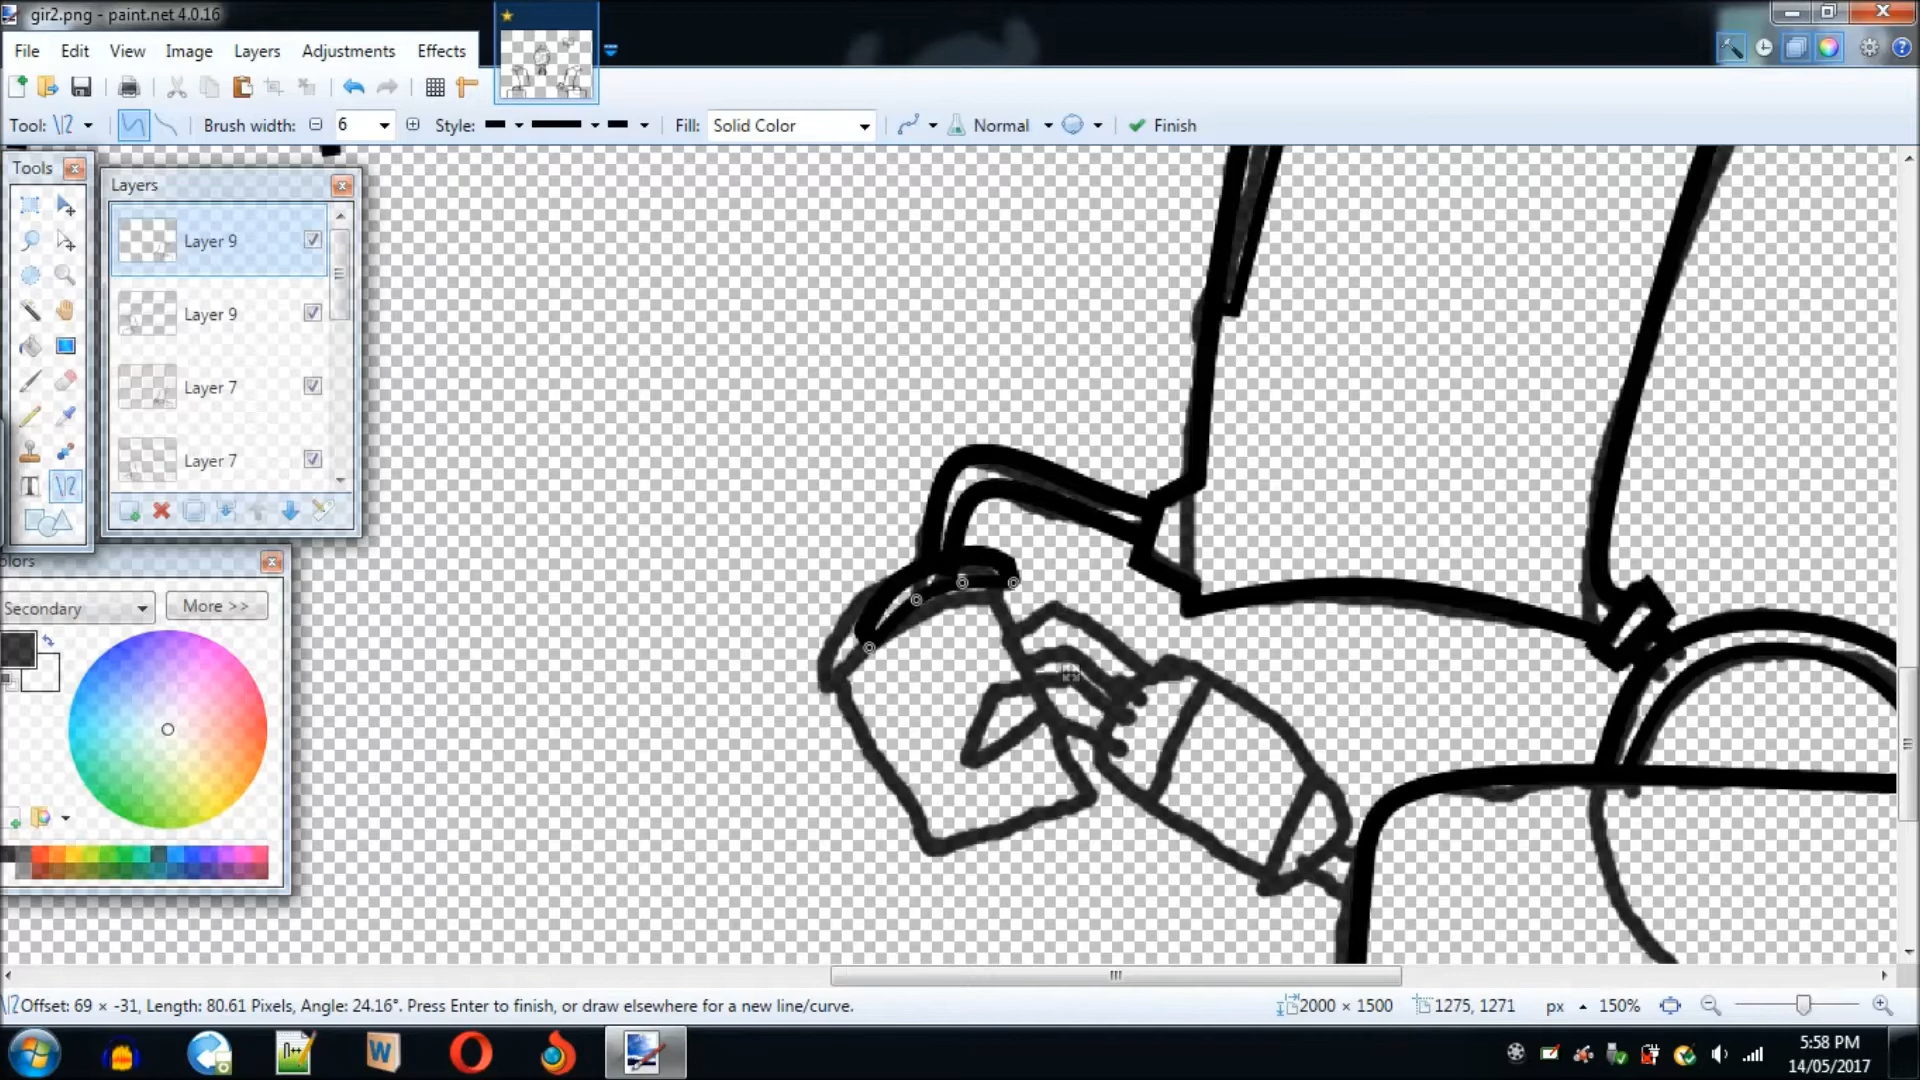 gir2.png - paint.net 4.0.16
File Edit View Image Layers Adjustments Effects
Tool: Brush width: 6 Style: Fill: Solid Color Normal Finish
Tools
Layers
Layer 9
Layer 9
Layer 7
Layer 7
olors
Secondary More >>
Offset: 69 × -31, Length: 80.61 Pixels, Angle: 24.16°. Press Enter to finish, or draw elsewhere for a new line/curve. 2000 × 1500 1275, 1271 px 150%
5:58 PM
14/05/2017